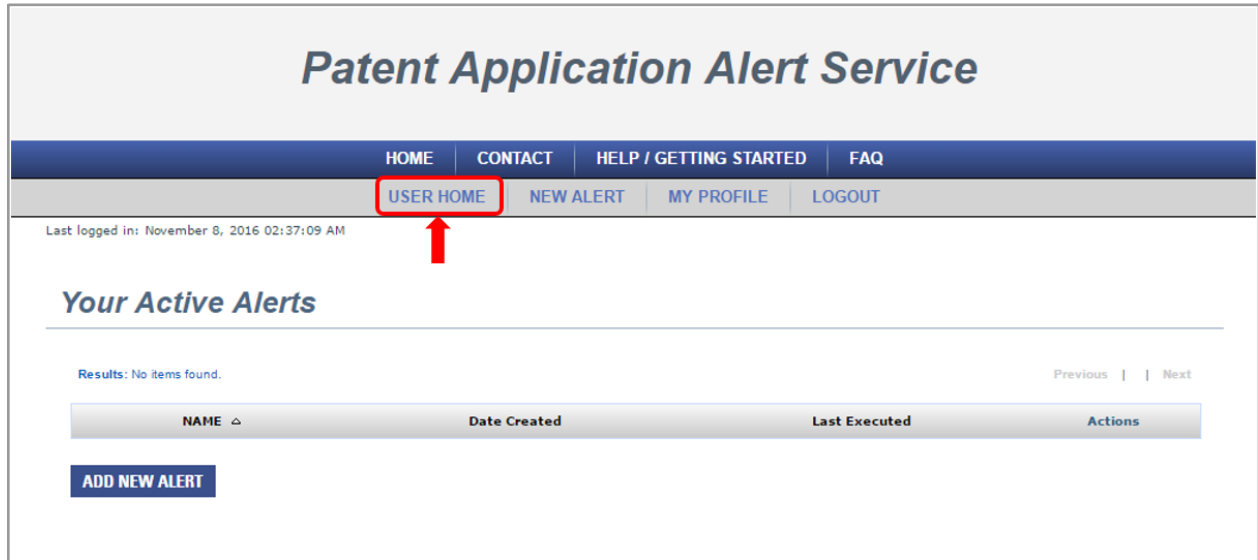 Patent Application Alert Service
HOME CONTACT HELP / GETTING STARTED FAQ
USER HOME NEW ALERT MY PROFILE LOGOUT
Last logged in: November 8, 2016 02:37:09 AM
Your Active Alerts
Results: No items found. Previous | | Next
NAME Date Created Last Executed Actions
ADD NEW ALERT